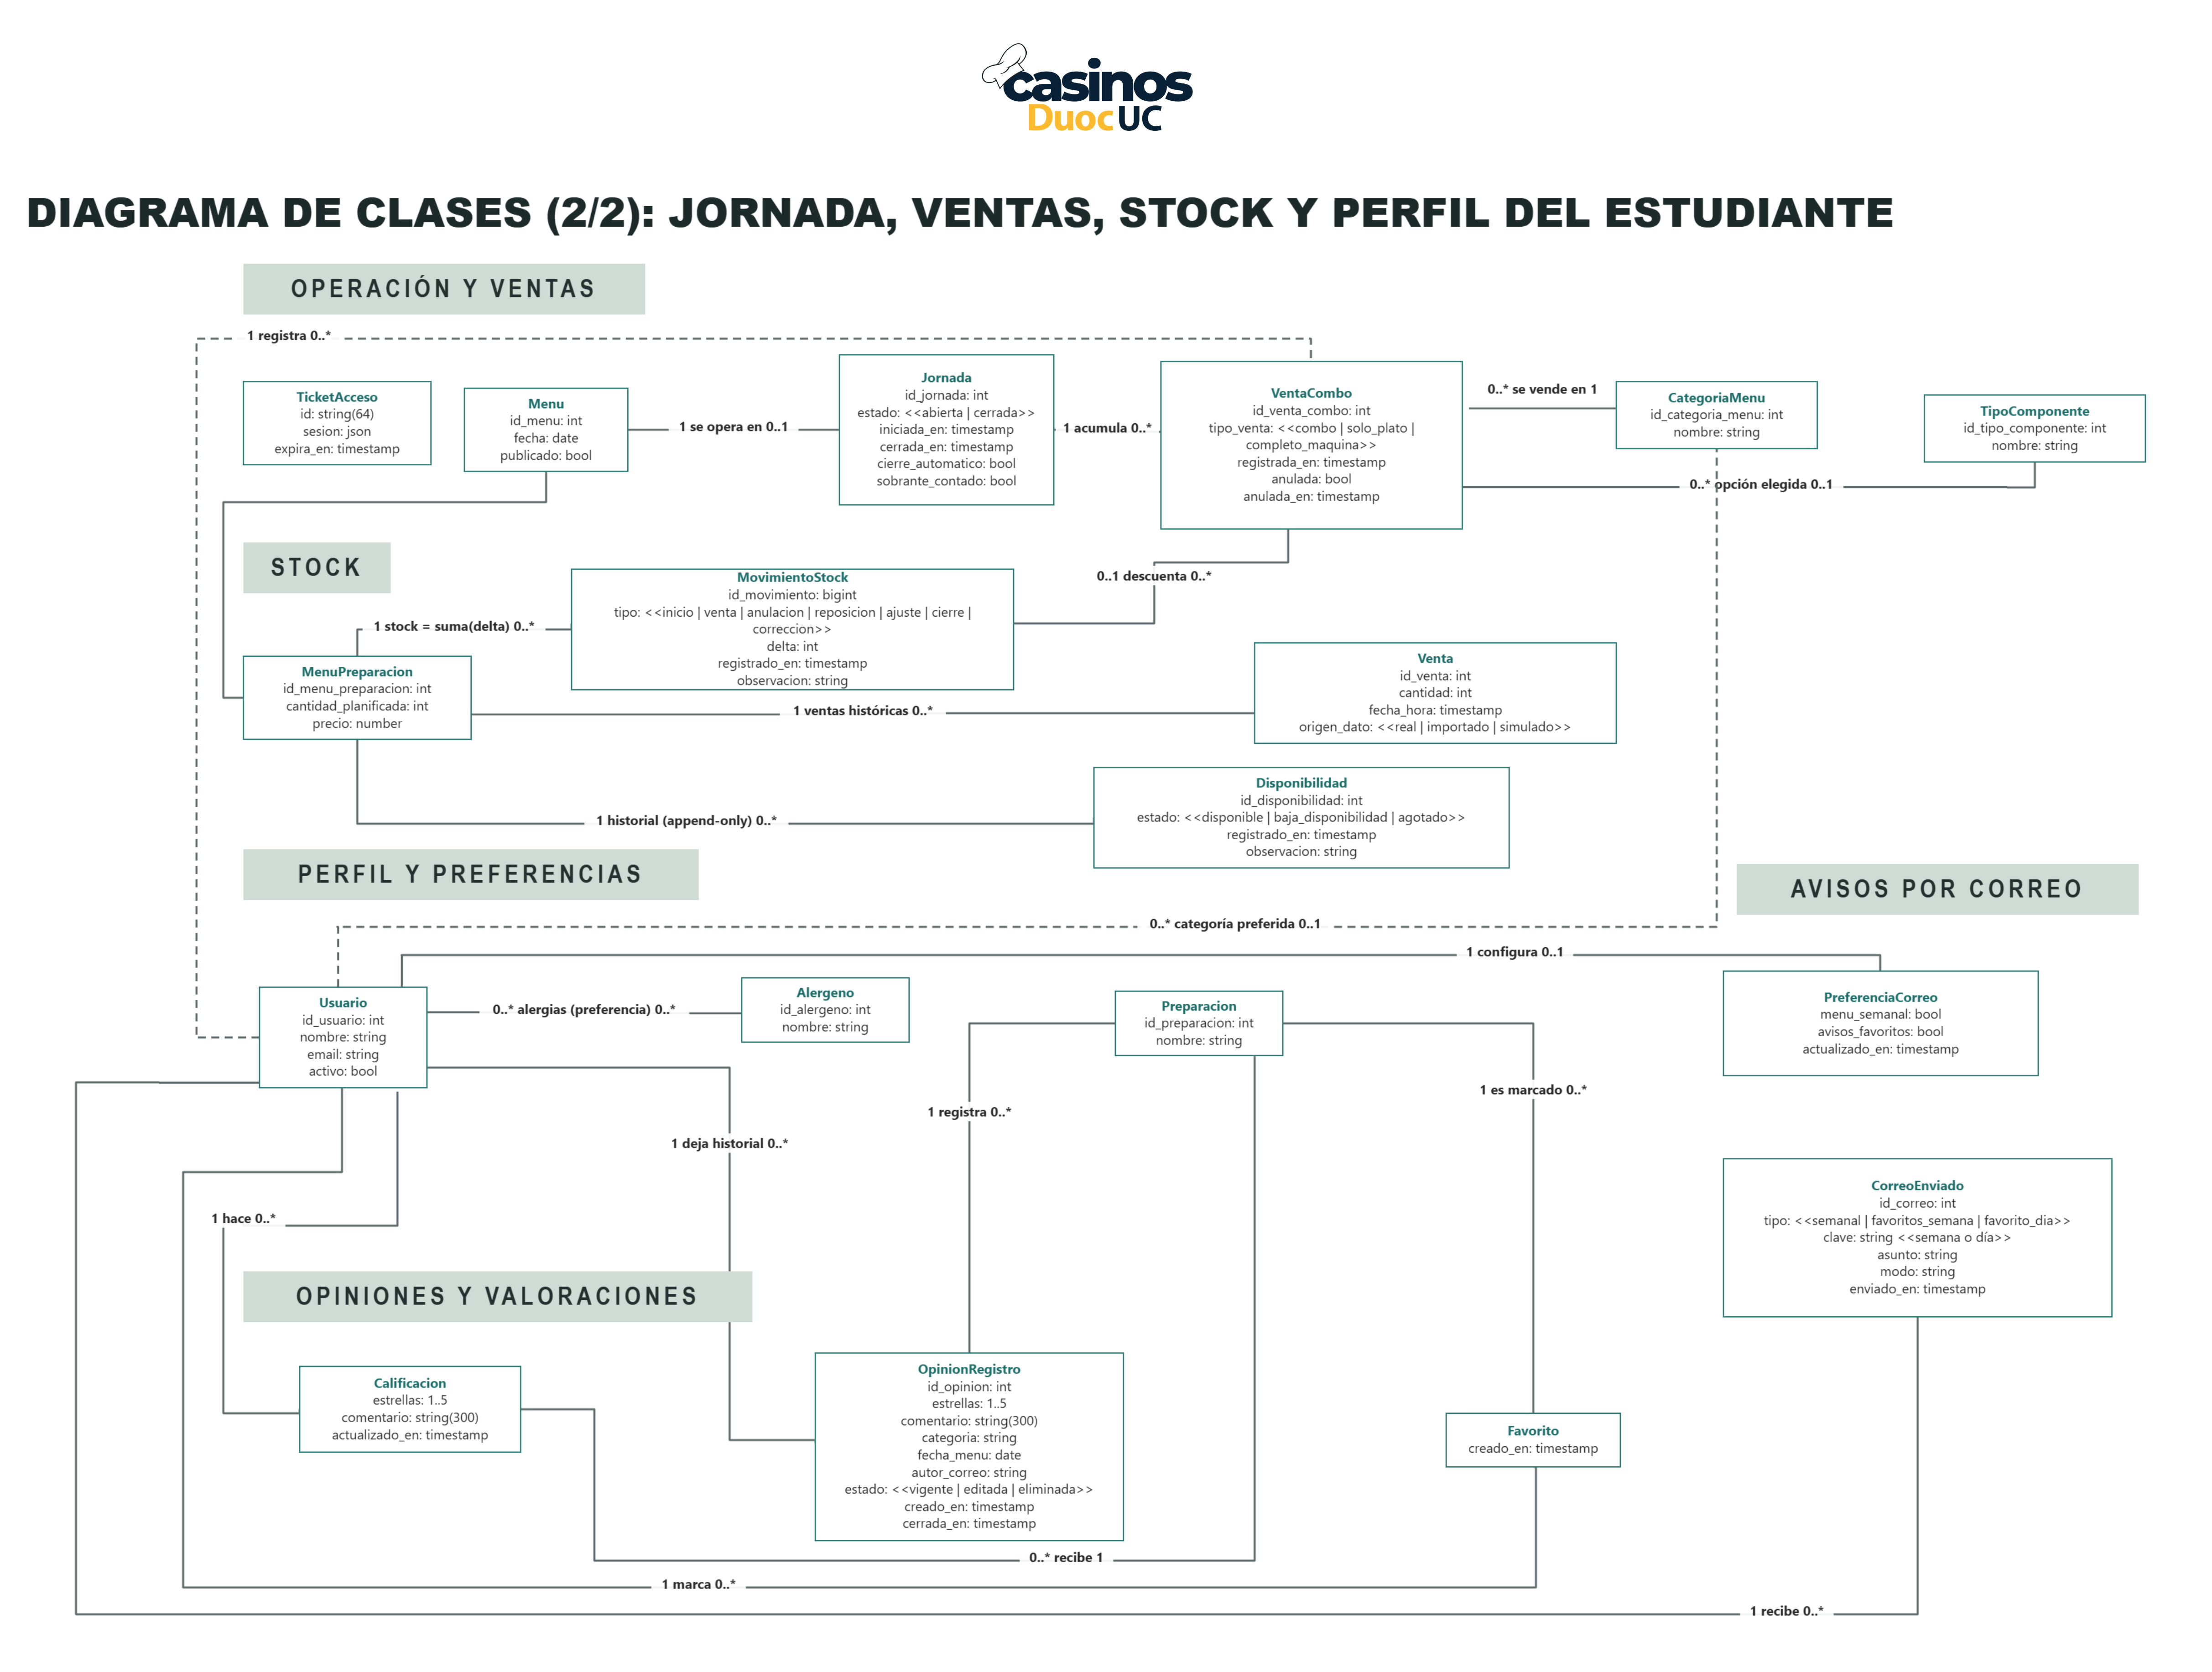 casinos
Duoc UC
DIAGRAMA DE CLASES (2/2): JORNADA, VENTAS, STOCK Y PERFIL DEL ESTUDIANTE
OPERACIÓN Y VENTAS
1 registra 0..*
TicketAcceso
id: string(64)
sesion: json
expira_en: timestamp
Menu
id_menu: int
fecha: date
publicado: bool
1 se opera en 0..1
Jornada
id_jornada: int
estado: <<abierta | cerrada>>
iniciada_en: timestamp
cerrada_en: timestamp
cierre_automatico: bool
sobrante_contado: bool
1 acumula 0..*
VentaCombo
id_venta_combo: int
tipo_venta: <<combo | solo_plato |
completo_maquina>>
registrada_en: timestamp
anulada: bool
anulada_en: timestamp
0..* se vende en 1
CategoriaMenu
id_categoria_menu: int
nombre: string
TipoComponente
id_tipo_componente: int
nombre: string
0..* opción elegida 0..1
STOCK
MovimientoStock
id_movimiento: bigint
tipo: <<inicio | venta | anulacion | reposicion | ajuste | cierre |
correccion>>
delta: int
registrado_en: timestamp
observacion: string
0..1 descuenta 0..*
1 stock = suma(delta) 0..*
MenuPreparacion
id_menu_preparacion: int
cantidad_planificada: int
precio: number
1 ventas históricas 0..*
Venta
id_venta: int
cantidad: int
fecha_hora: timestamp
origen_dato: <<real | importado | simulado>>
1 historial (append-only) 0..*
Disponibilidad
id_disponibilidad: int
estado: <<disponible | baja_disponibilidad | agotado>>
registrado_en: timestamp
observacion: string
PERFIL Y PREFERENCIAS
AVISOS POR CORREO
0..* categoría preferida 0..1
1 configura 0..1
Usuario
id_usuario: int
nombre: string
email: string
activo: bool
0..* alergias (preferencia) 0..*
Alergeno
id_alergeno: int
nombre: string
Preparacion
id_preparacion: int
nombre: string
PreferenciaCorreo
menu_semanal: bool
avisos_favoritos: bool
actualizado_en: timestamp
1 es marcado 0..*
1 registra 0..*
1 deja historial 0..*
CorreoEnviado
id_correo: int
tipo: <<semanal | favoritos_semana | favorito_dia>>
clave: string <<semana o día>>
asunto: string
modo: string
enviado_en: timestamp
1 hace 0..*
OPINIONES Y VALORACIONES
Calificacion
estrellas: 1..5
comentario: string(300)
actualizado_en: timestamp
OpinionRegistro
id_opinion: int
estrellas: 1..5
comentario: string(300)
categoria: string
fecha_menu: date
autor_correo: string
estado: <<vigente | editada | eliminada>>
creado_en: timestamp
cerrada_en: timestamp
Favorito
creado_en: timestamp
0..* recibe 1
1 marca 0..*
1 recibe 0..*